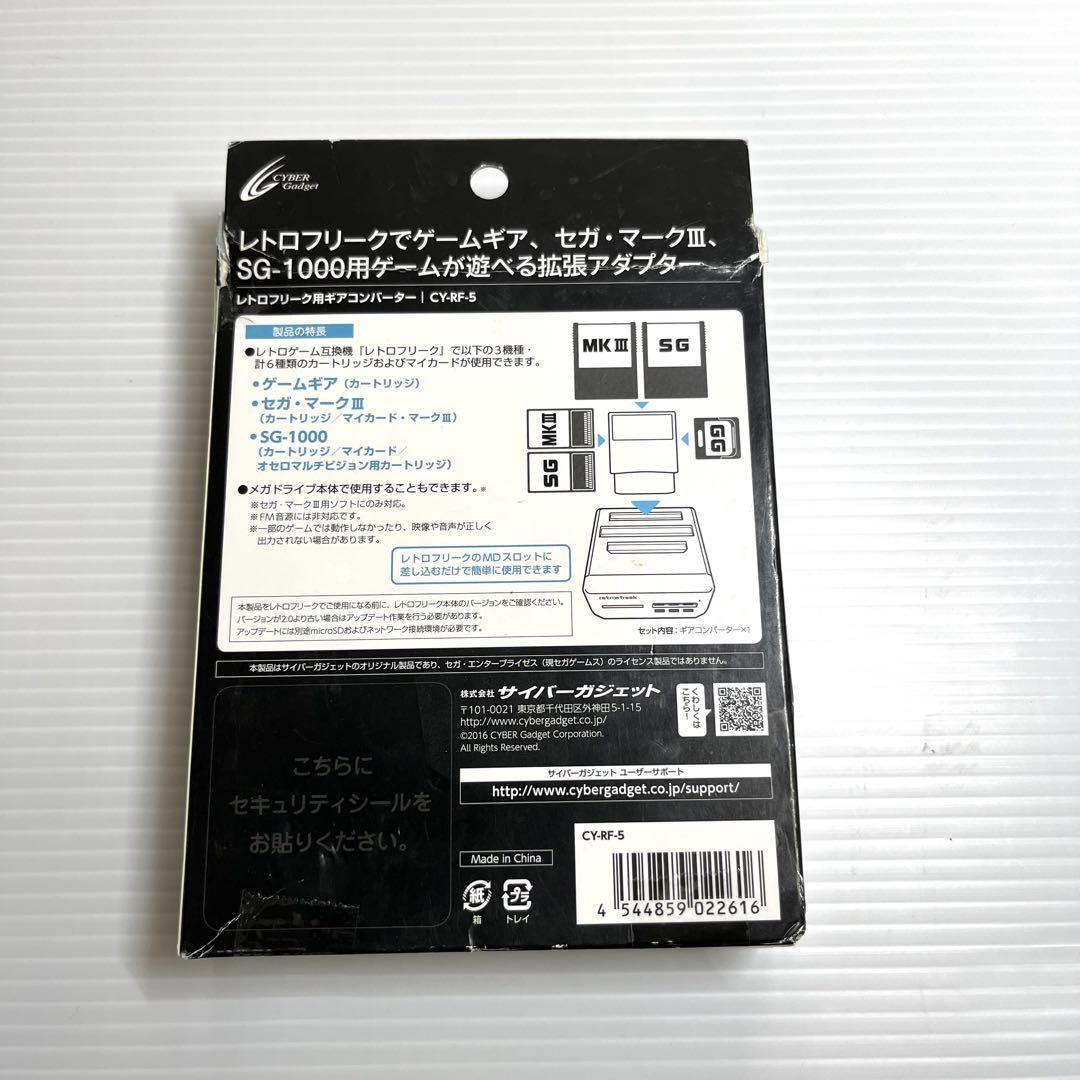 CYBER
Gadget
レトロフリークでゲームギア、セガ・マークⅢ、
SG-1000用ゲームが遊べる拡張アダプター
レトロフリーク用ギアコンバーター | CY-RF-5
製品の特長
●レトロゲーム互換機『レトロフリーク』で以下の3機種・
計6種類のカートリッジおよびマイカードが使用できます。
•ゲームギア（カートリッジ）
•セガ・マークⅢ
（カートリッジ／マイカード・マークⅢ）
•SG-1000
（カートリッジ／マイカード／
オセロマルチビジョン用カートリッジ）
●メガドライブ本体で使用することもできます。※
※セガ・マークⅢ用ソフトにのみ対応。
※FM音源には非対応です。
※一部のゲームでは動作しなかったり、映像や音声が正しく
出力されない場合があります。
MK Ⅲ
SG
MKⅢ
SG
GG
レトロフリークのMDスロットに
差し込むだけで簡単に使用できます
retro freak
本製品をレトロフリークでご使用になる前に、レトロフリーク本体のバージョンをご確認ください。
バージョンが2.0より古い場合はアップデート作業を行う必要があります。
アップデートには別途microSDおよびネットワーク接続環境が必要です。
セット内容：ギアコンバーター×1
本製品はサイバーガジェットのオリジナル製品であり、セガ・エンタープライゼス（現セガゲームス）のライセンス製品ではありません。
株式会社 サイバーガジェット
〒101-0021 東京都千代田区外神田5-1-15
http://www.cybergadget.co.jp/
©2016 CYBER Gadget Corporation.
All Rights Reserved.
くわしくは
こちら！
サイバーガジェット ユーザーサポート
http://www.cybergadget.co.jp/support/
こちらに
セキュリティシールを
お貼りください。
Made in China
紙
箱
プラ
トレイ
CY-RF-5
4 544859 022616